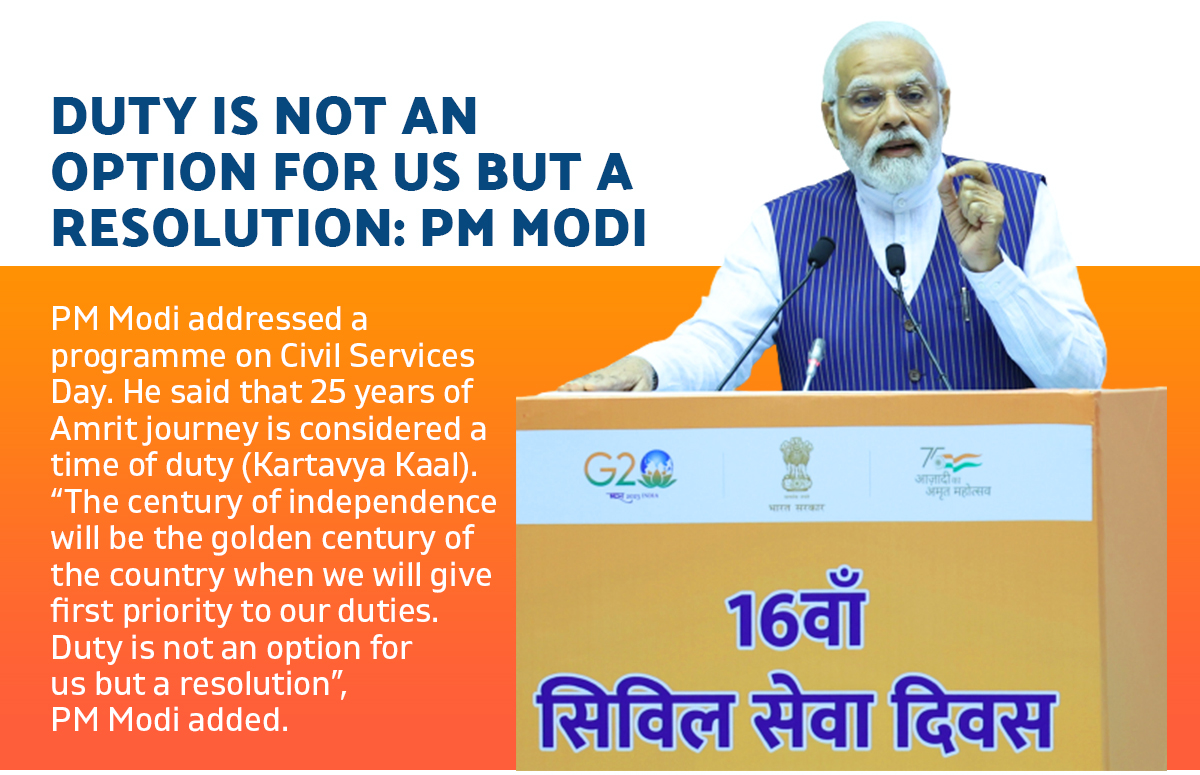 DUTY IS NOT AN
OPTION FOR US BUT A
RESOLUTION: PM MODI
PM Modi addressed a
programme on Civil Services
Day. He said that 25 years of
Amrit journey is considered a
time of duty (Kartavya Kaal).
“The century of independence
will be the golden century of
the country when we will give
first priority to our duties.
Duty is not an option for
us but a resolution”,
PM Modi added.
G20
भारत 2023 INDIA
भारत सरकार
75
आज़ादी का
अमृत महोत्सव
16वाँ
सिविल सेवा दिवस